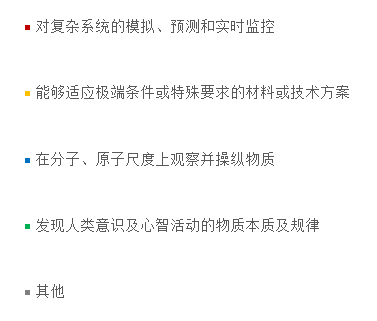 对复杂系统的模拟、预测和实时监控
能够适应极端条件或特殊要求的材料或技术方案
在分子、原子尺度上观察并操纵物质
发现人类意识及心智活动的物质本质及规律
其他